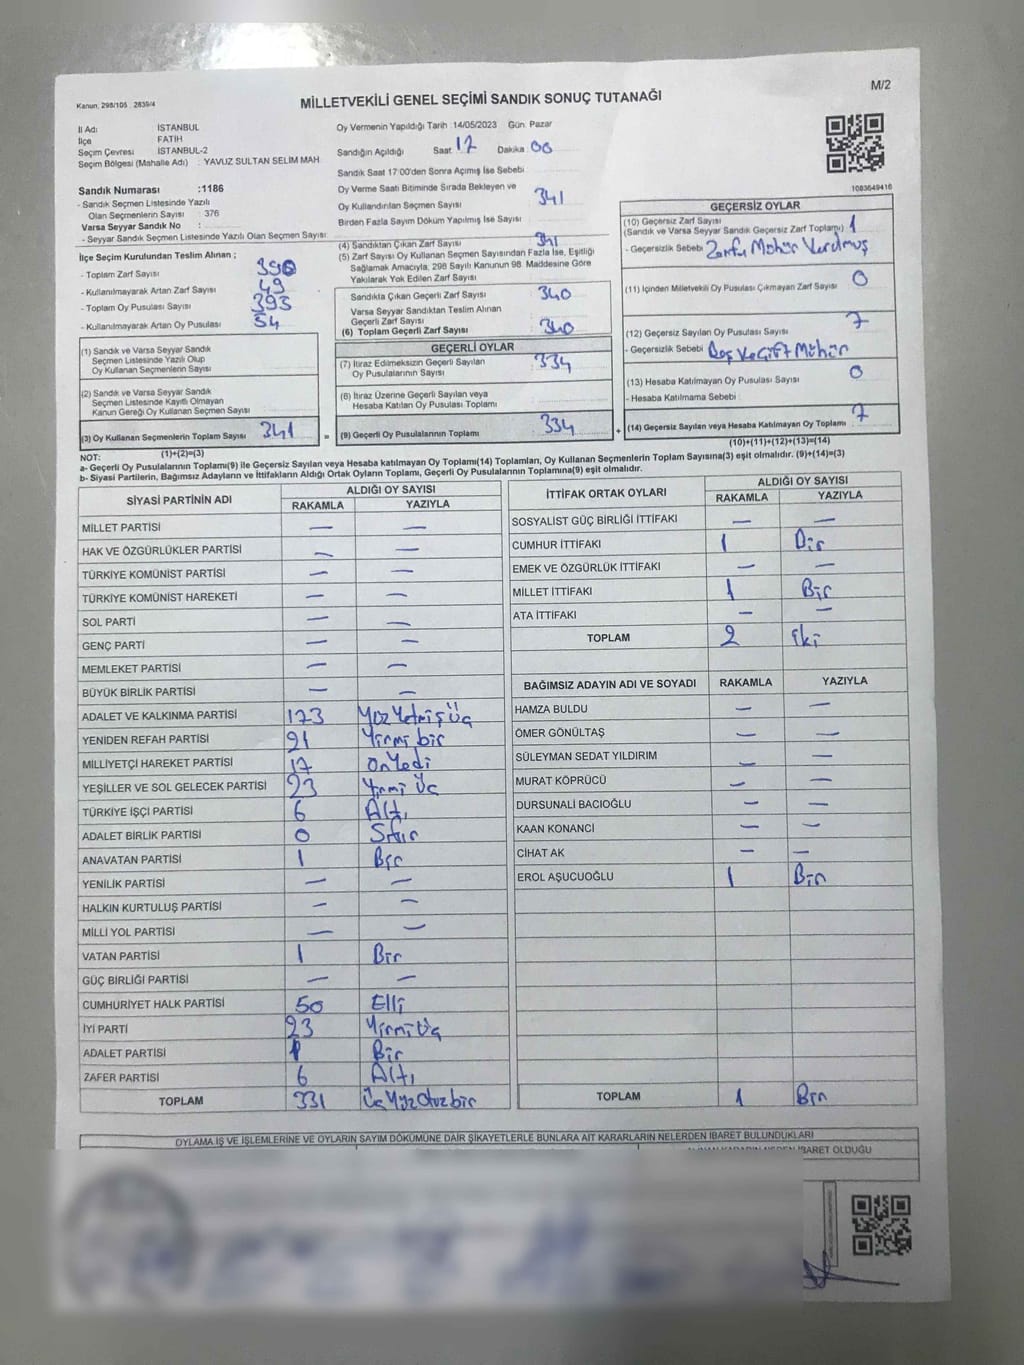 M/2
Kanun: 298/105 . 2839/4
MİLLETVEKİLİ GENEL SEÇİMİ SANDIK SONUÇ TUTANAĞI
İl Adı İSTANBUL
İlçe FATİH
Seçim Çevresi İSTANBUL-2
Seçim Bölgesi (Mahalle Adı) : YAVUZ SULTAN SELİM MAH
Sandık Numarası :1186
- Sandık Seçmen Listesinde Yazılı
Olan Seçmenlerin Sayısı : 376
Varsa Seyyar Sandık No :
- Seyyar Sandık Seçmen Listesinde Yazılı Olan Seçmen Sayısı:
İlçe Seçim Kurulundan Teslim Alınan ;
- Toplam Zarf Sayısı 390
- Kullanılmayarak Artan Zarf Sayısı 49
- Toplam Oy Pusulası Sayısı 393
- Kullanılmayarak Artan Oy Pusulası 54
(1) Sandık ve Varsa Seyyar Sandık
Seçmen Listesinde Yazılı Olup
Oy Kullanan Seçmenlerin Sayısı
(2) Sandık ve Varsa Seyyar Sandık
Seçmen Listesinde Kayıtlı Olmayan
Kanun Gereği Oy Kullanan Seçmen Sayısı
(3) Oy Kullanan Seçmenlerin Toplam Sayısı 341
(1)+(2)=(3)
Oy Vermenin Yapıldığı Tarih :14/05/2023 Gün: Pazar
Sandığın Açıldığı Saat: 17 Dakika: 00
Sandık Saat 17:00'den Sonra Açımış İse Sebebi
Oy Verme Saati Bitiminde Sırada Bekleyen ve
Oy Kullandırılan Seçmen Sayısı 341
Birden Fazla Sayım Döküm Yapılmış İse Sayısı
(4) Sandıktan Çıkan Zarf Sayısı 341
(5) Zarf Sayısı Oy Kullanan Seçmen Sayısından Fazla İse, Eşitliği
Sağlamak Amacıyla; 298 Sayılı Kanunun 98. Maddesine Göre
Yakılarak Yok Edilen Zarf Sayısı
Sandıkta Çıkan Geçerli Zarf Sayısı 340
Varsa Seyyar Sandıktan Teslim Alınan
Geçerli Zarf Sayısı
(6) Toplam Geçerli Zarf Sayısı 340
GEÇERLİ OYLAR
(7) İtiraz Edilmeksizin Geçerli Sayılan
Oy Pusulalarının Sayısı 334
(8) İtiraz Üzerine Geçerli Sayılan veya
Hesaba Katılan Oy Pusulası Toplamı
= (9) Geçerli Oy Pusulalarının Toplamı 334
1083649416
GEÇERSİZ OYLAR
(10) Geçersiz Zarf Sayısı
(Sandık ve Varsa Seyyar Sandık Geçersiz Zarf Toplamı) 1
- Geçersizlik Sebebi Zarfa Mühür Vurulmuş
(11) İçinden Milletvekili Oy Pusulası Çıkmayan Zarf Sayısı 0
(12) Geçersiz Sayılan Oy Pusulası Sayısı 7
- Geçersizlik Sebebi Boş ve Çift Mühür
(13) Hesaba Katılmayan Oy Pusulası Sayısı 0
- Hesaba Katılmama Sebebi
+ (14) Geçersiz Sayılan veya Hesaba Katılmayan Oy Toplamı 7
(10)+(11)+(12)+(13)=(14)
NOT:
a- Geçerli Oy Pusulalarının Toplamı(9) ile Geçersiz Sayılan veya Hesaba katılmayan Oy Toplamı(14) Toplamları, Oy Kullanan Seçmenlerin Toplam Sayısına(3) eşit olmalıdır. (9)+(14)=(3)
b- Siyasi Partilerin, Bağımsız Adayların ve İttifakların Aldığı Ortak Oyların Toplamı, Geçerli Oy Pusulalarının Toplamına(9) eşit olmalıdır.
SİYASİ PARTİNİN ADI ALDIĞI OY SAYISI
RAKAMLA YAZIYLA
MİLLET PARTİSİ — —
HAK VE ÖZGÜRLÜKLER PARTİSİ — —
TÜRKİYE KOMÜNİST PARTİSİ — —
TÜRKİYE KOMÜNİST HAREKETİ — —
SOL PARTİ — —
GENÇ PARTİ — —
MEMLEKET PARTİSİ — —
BÜYÜK BİRLİK PARTİSİ — —
ADALET VE KALKINMA PARTİSİ 173 Yüz Yetmiş Üç
YENİDEN REFAH PARTİSİ 21 Yirmi bir
MİLLİYETÇİ HAREKET PARTİSİ 17 On Yedi
YEŞİLLER VE SOL GELECEK PARTİSİ 23 Yirmi Üç
TÜRKİYE İŞÇİ PARTİSİ 6 Altı
ADALET BİRLİK PARTİSİ 0 Sıfır
ANAVATAN PARTİSİ 1 Bir
YENİLİK PARTİSİ — —
HALKIN KURTULUŞ PARTİSİ — —
MİLLİ YOL PARTİSİ — —
VATAN PARTİSİ 1 Bir
GÜÇ BİRLİĞİ PARTİSİ — —
CUMHURİYET HALK PARTİSİ 50 Elli
İYİ PARTİ 23 Yirmi Üç
ADALET PARTİSİ 1 Bir
ZAFER PARTİSİ 6 Altı
TOPLAM 331 Üç Yüz Otuz bir
İTTİFAK ORTAK OYLARI ALDIĞI OY SAYISI
RAKAMLA YAZIYLA
SOSYALIST GÜÇ BİRLİĞİ İTTİFAKI — —
CUMHUR İTTİFAKI 1 Bir
EMEK VE ÖZGÜRLÜK İTTİFAKI — —
MİLLET İTTİFAKI 1 Bir
ATA İTTİFAKI — —
TOPLAM 2 iki
BAĞIMSIZ ADAYIN ADI VE SOYADI RAKAMLA YAZIYLA
HAMZA BULDU — —
ÖMER GÖNÜLTAŞ — —
SÜLEYMAN SEDAT YILDIRIM — —
MURAT KÖPRÜCÜ — —
DURSUNALİ BACIOĞLU — —
KAAN KONANCI — —
CİHAT AK — —
EROL AŞUCUOĞLU 1 Bir
TOPLAM 1 Bir
OYLAMA İŞ VE İŞLEMLERİNE VE OYLARIN SAYIM DÖKÜMÜNE DAİR ŞİKAYETLERLE BUNLARA AİT KARARLARIN NELERDEN İBARET BULUNDUKLARI
İBARET OLDUĞU